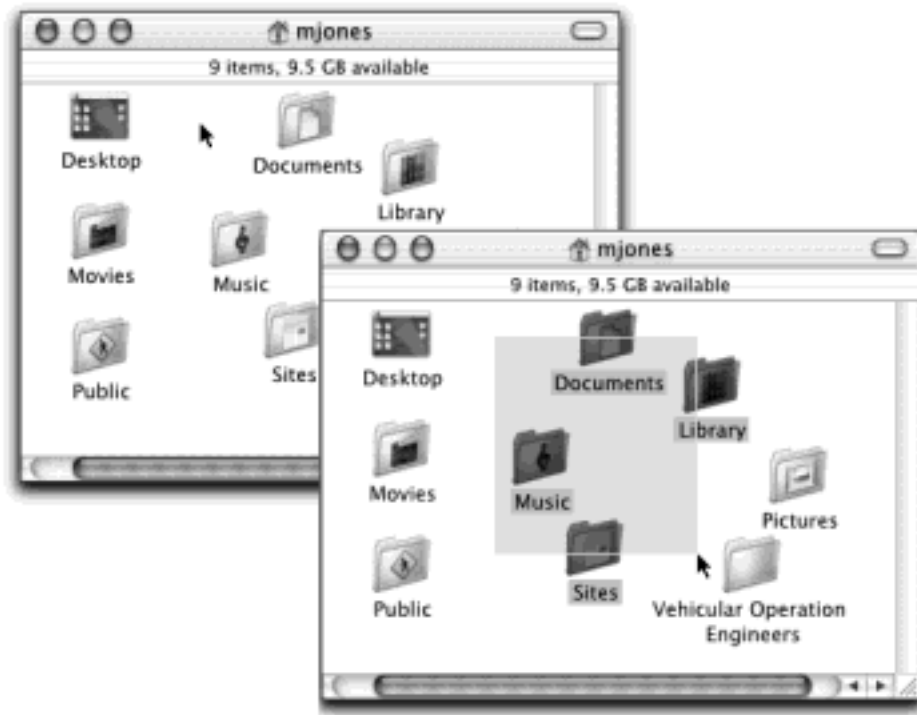 mjones
9 items, 9.5 GB available
Desktop
Documents
Library
Movies
Music
Public
Sites
mjones
9 items, 9.5 GB available
Desktop
Documents
Library
Movies
Music
Pictures
Public
Sites
Vehicular Operation
Engineers